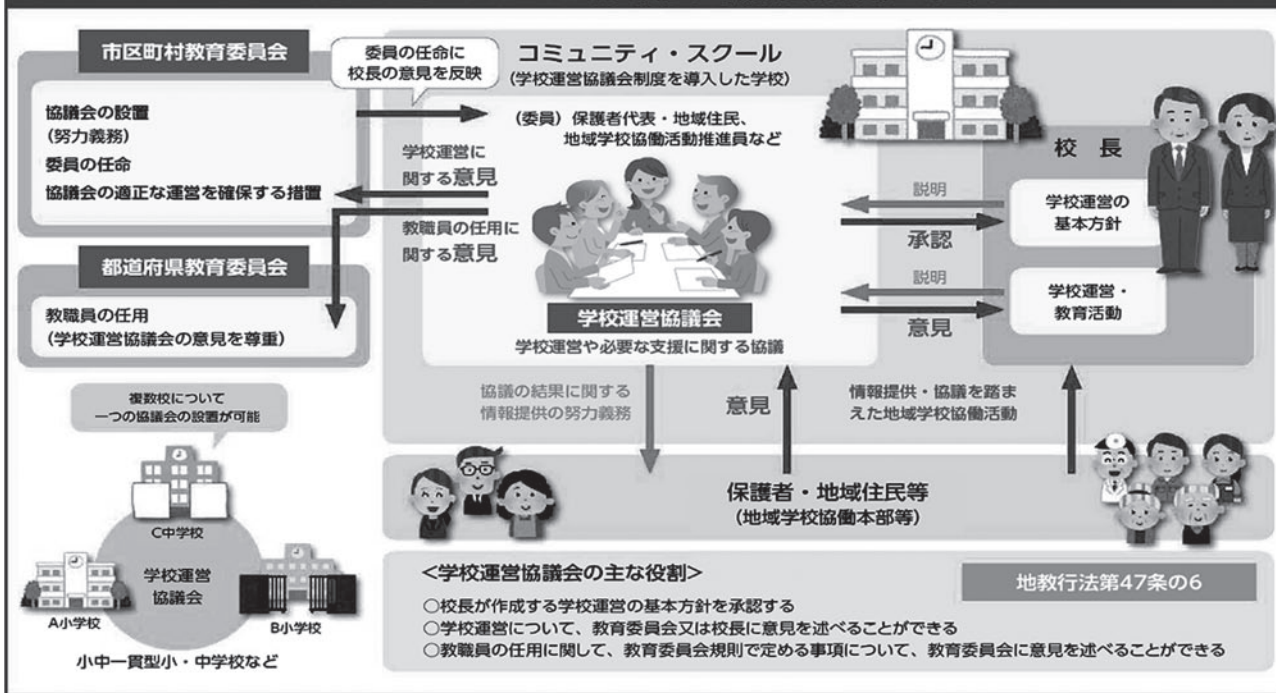 市区町村教育委員会
協議会の設置
(努力義務)
委員の任命
協議会の適正な運営を確保する措置
都道府県教育委員会
教職員の任用
(学校運営協議会の意見を尊重)
委員の任命に
校長の意見を反映
コミュニティ・スクール
(学校運営協議会制度を導入した学校)
(委員) 保護者代表・地域住民、
地域学校協働活動推進員など
学校運営に
関する意見
教職員の任用に
関する意見
学校運営協議会
学校運営や必要な支援に関する協議
校長
説明
承認
学校運営の
基本方針
説明
意見
学校運営・
教育活動
協議の結果に関する
情報提供の努力義務
意見
情報提供・協議を踏ま
えた地域学校協働活動
保護者・地域住民等
(地域学校協働本部等)
複数校について
一つの協議会の設置が可能
C中学校
学校運営
協議会
A小学校
B小学校
小中一貫型小・中学校など
<学校運営協議会の主な役割>
地教行法第47条の6
○校長が作成する学校運営の基本方針を承認する
○学校運営について、教育委員会又は校長に意見を述べることができる
○教職員の任用に関して、教育委員会規則で定める事項について、教育委員会に意見を述べることができる